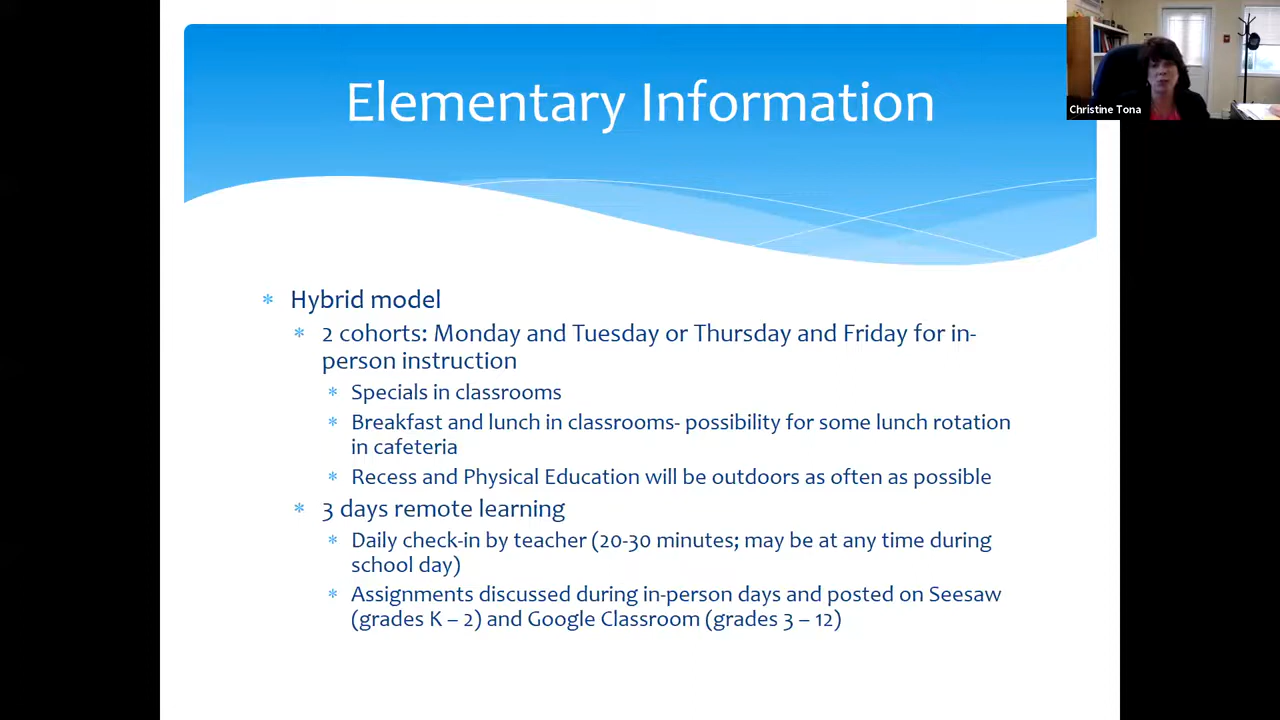 Elementary Information
Christine Tona
* Hybrid model
* 2 cohorts: Monday and Tuesday or Thursday and Friday for in-
person instruction
* Specials in classrooms
* Breakfast and lunch in classrooms- possibility for some lunch rotation
in cafeteria
* Recess and Physical Education will be outdoors as often as possible
* 3 days remote learning
* Daily check-in by teacher (20-30 minutes; may be at any time during
school day)
* Assignments discussed during in-person days and posted on Seesaw
(grades K – 2) and Google Classroom (grades 3 – 12)